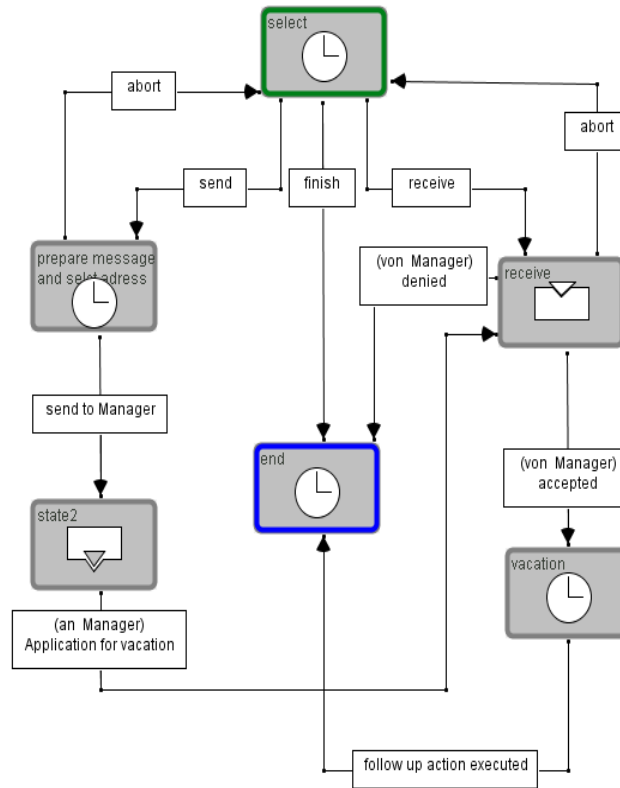 select
abort
abort
send
finish
receive
prepare message
and selct adress
(von Manager)
denied
receive
send to Manager
end
(von Manager)
accepted
state2
vacation
(an Manager)
Application for vacation
follow up action executed